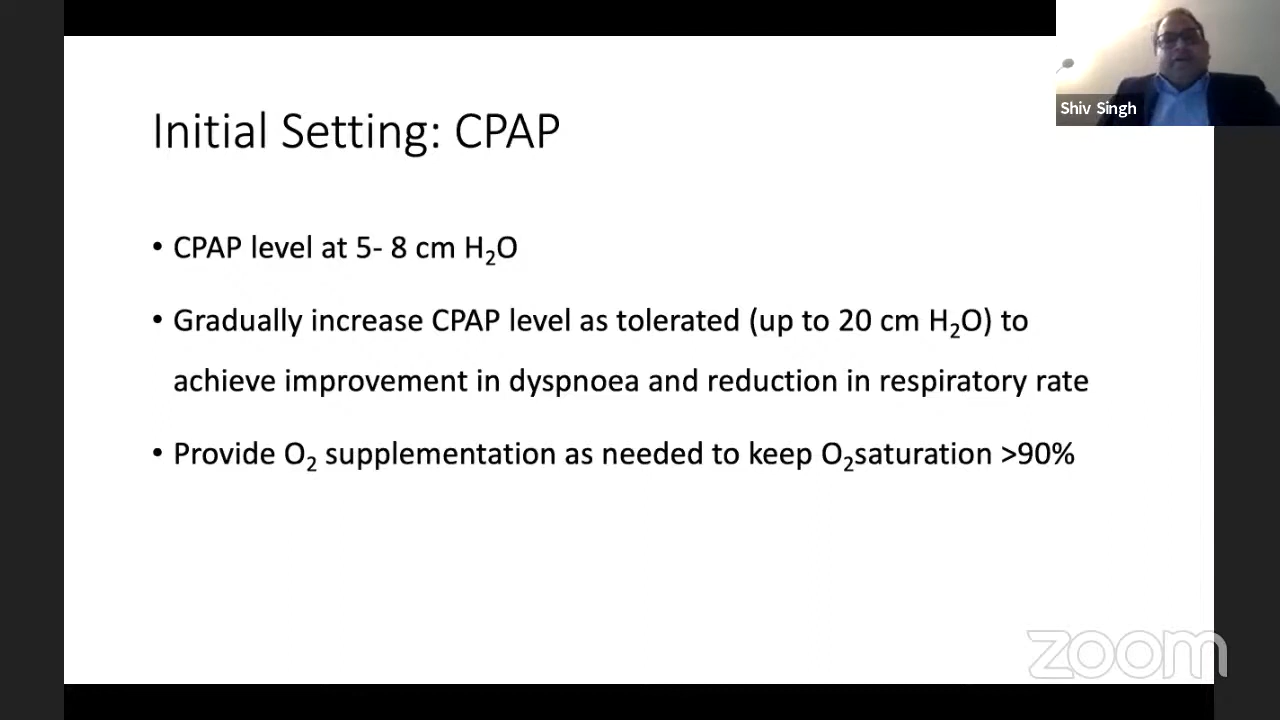 Shiv Singh
Initial Setting: CPAP
• CPAP level at 5- 8 cm H₂O
• Gradually increase CPAP level as tolerated (up to 20 cm H₂O) to
achieve improvement in dyspnoea and reduction in respiratory rate
• Provide O₂ supplementation as needed to keep O₂saturation >90%
zoom